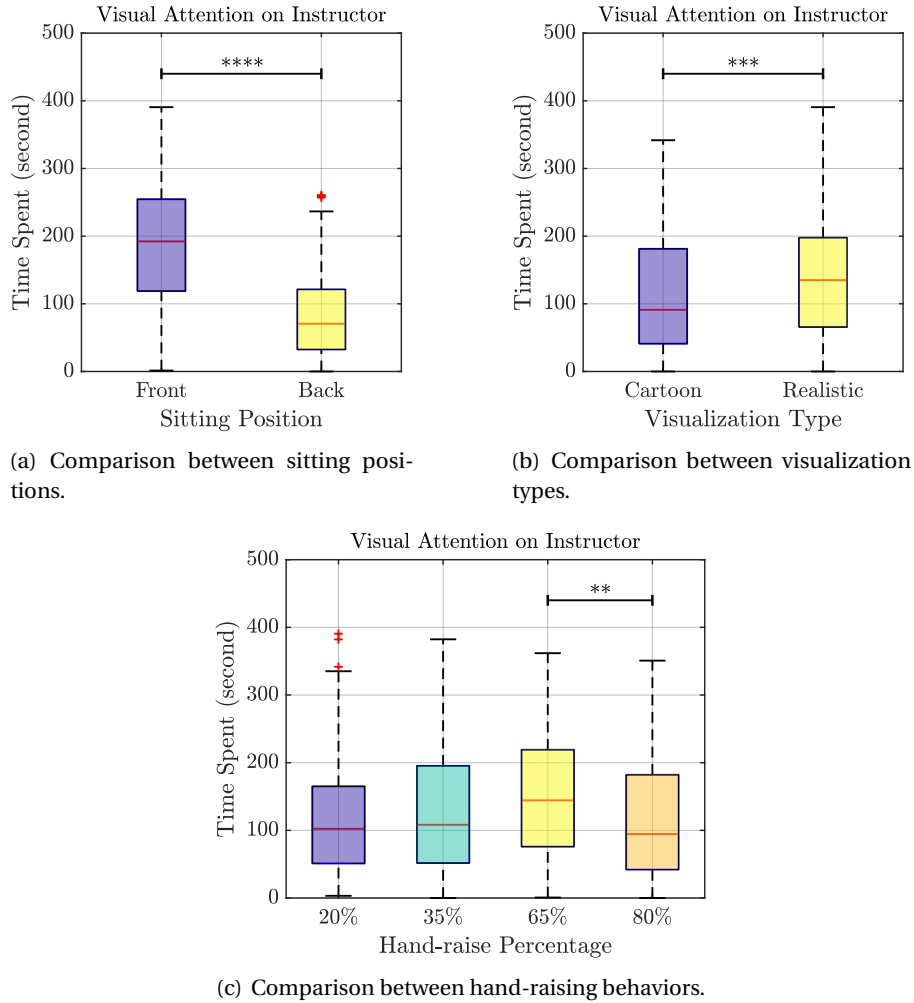 Visual Attention on Instructor
500
400
300
200
100
0
Time Spent (second)
****
Front
Back
Sitting Position
(a) Comparison between sitting posi-
tions.
Visual Attention on Instructor
500
400
300
200
100
0
Time Spent (second)
***
Cartoon
Realistic
Visualization Type
(b) Comparison between visualization
types.
Visual Attention on Instructor
500
400
300
200
100
0
Time Spent (second)
**
20%
35%
65%
80%
Hand-raise Percentage
(c) Comparison between hand-raising behaviors.